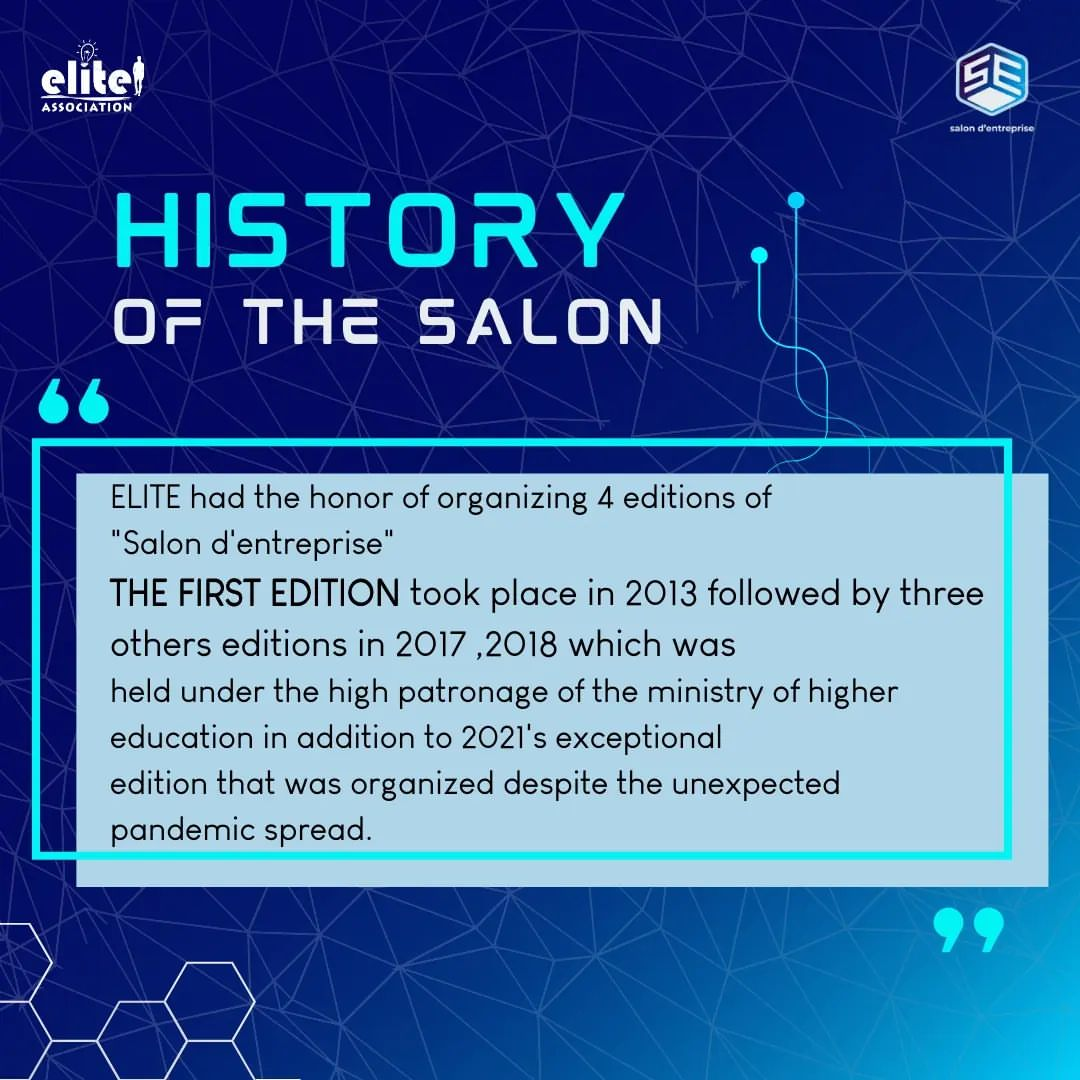 elite
ASSOCIATION
SE
salon d'entreprise
HISTORY
OF THE SALON
“
ELITE had the honor of organizing 4 editions of
"Salon d'entreprise"
THE FIRST EDITION took place in 2013 followed by three
others editions in 2017 ,2018 which was
held under the high patronage of the ministry of higher
education in addition to 2021's exceptional
edition that was organized despite the unexpected
pandemic spread.
”